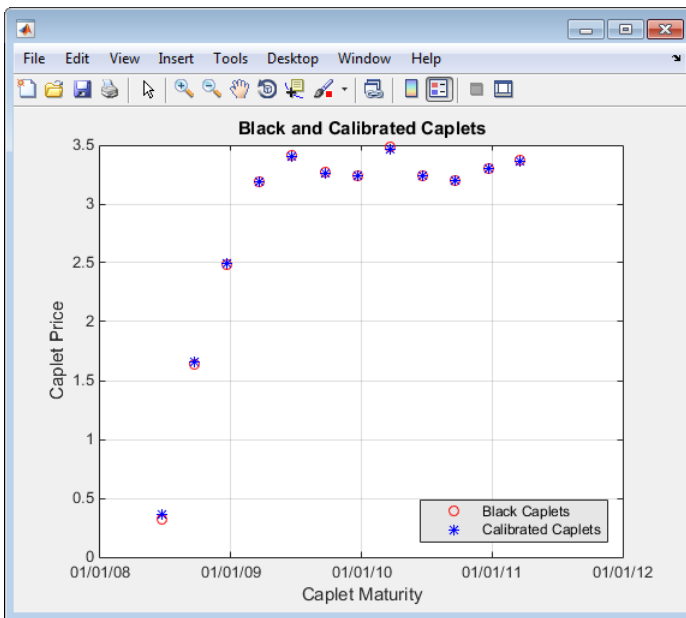 File Edit View Insert Tools Desktop Window Help
Black and Calibrated Caplets
3.5
3
2.5
2
1.5
1
0.5
0
Caplet Price
01/01/08 01/01/09 01/01/10 01/01/11 01/01/12
Caplet Maturity
Black Caplets
Calibrated Caplets